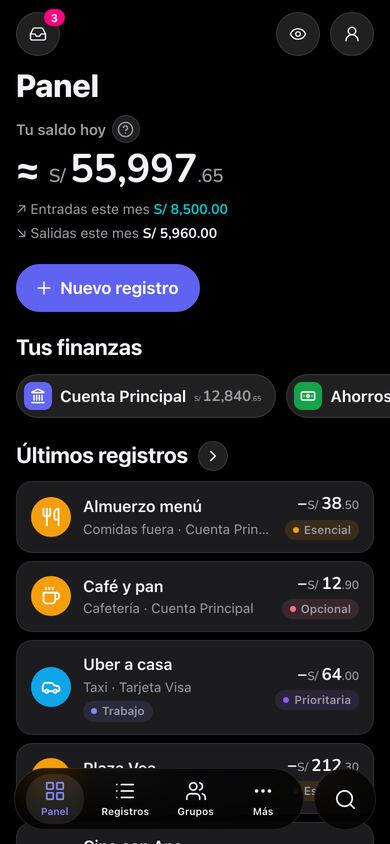 3
Panel
Tu saldo hoy ?
≈ S/ 55,997.65
↗ Entradas este mes S/ 8,500.00
↘ Salidas este mes S/ 5,960.00
+ Nuevo registro
Tus finanzas
Cuenta Principal S/ 12,840.65
Ahorros
Últimos registros >
Almuerzo menú −S/ 38.50
Comidas fuera · Cuenta Prin... Esencial
Café y pan −S/ 12.90
Cafetería · Cuenta Principal Opcional
Uber a casa −S/ 64.00
Taxi · Tarjeta Visa Prioritaria
Trabajo
Plaza Vea −S/ 212.30
Panel Registros Grupos Más